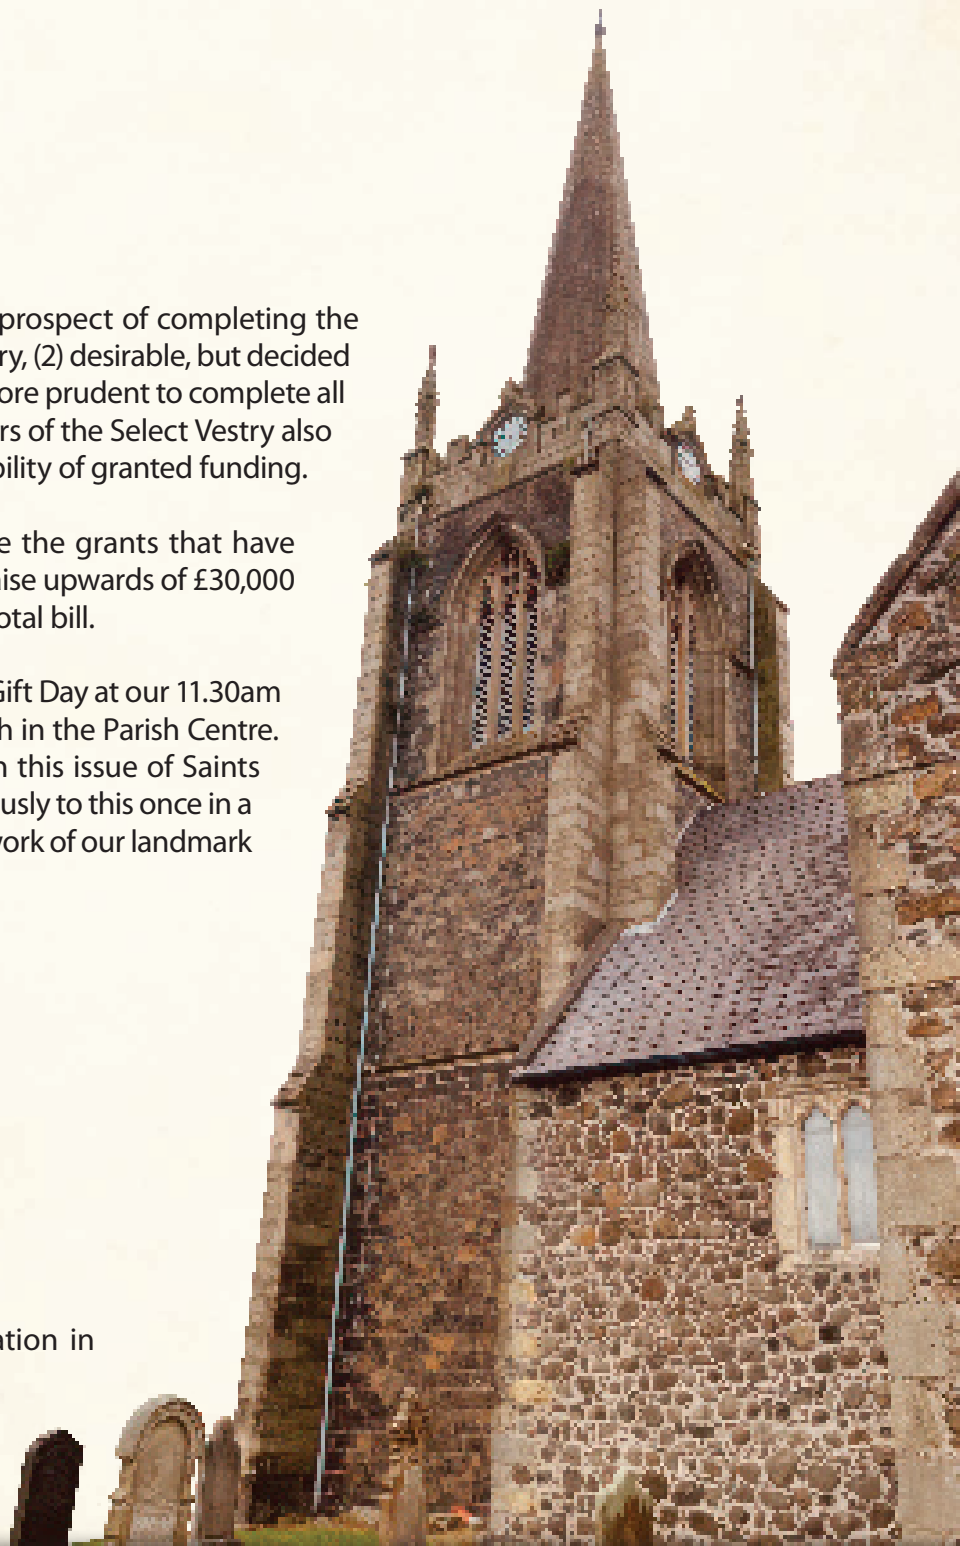 prospect of completing the
ry, (2) desirable, but decided
ore prudent to complete all
rs of the Select Vestry also
bility of granted funding.
e the grants that have
aise upwards of £30,000
otal bill.
Gift Day at our 11.30am
h in the Parish Centre.
n this issue of Saints
ously to this once in a
work of our landmark
ation in